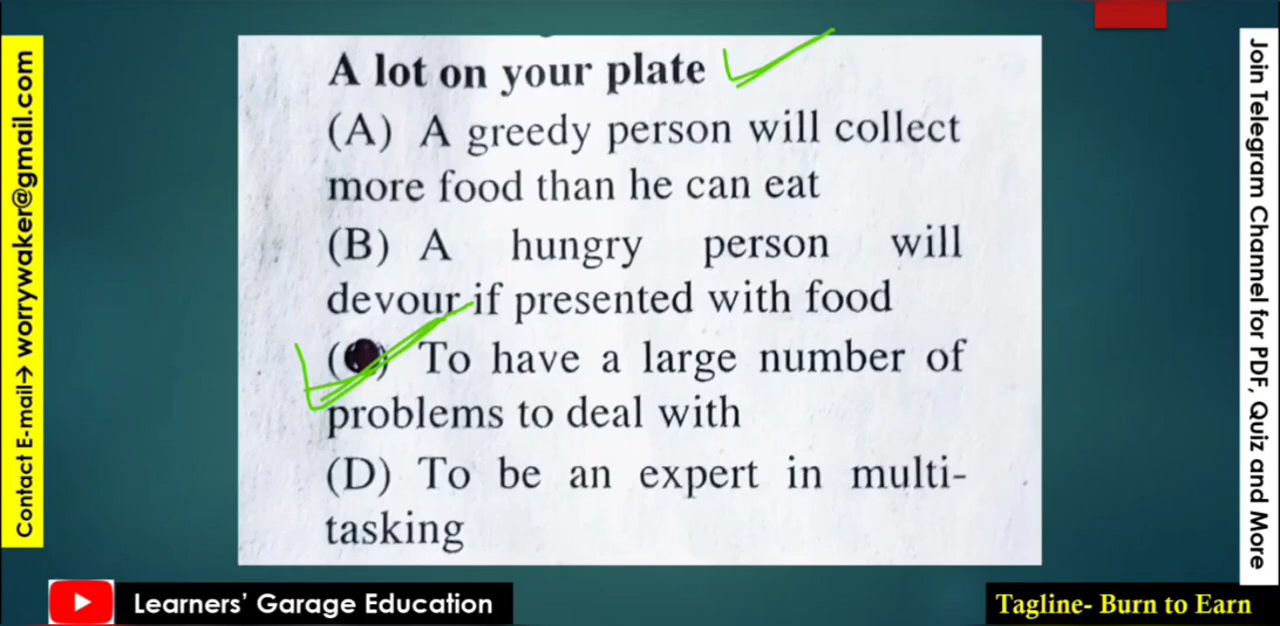 A lot on your plate
(A) A greedy person will collect
more food than he can eat
(B) A hungry person will
devour if presented with food
( ) To have a large number of
problems to deal with
(D) To be an expert in multi-
tasking
Contact E-mail→ worrywaker@gmail.com
Join Telegram Channel for PDF, Quiz and More
Learners’ Garage Education
Tagline- Burn to Earn